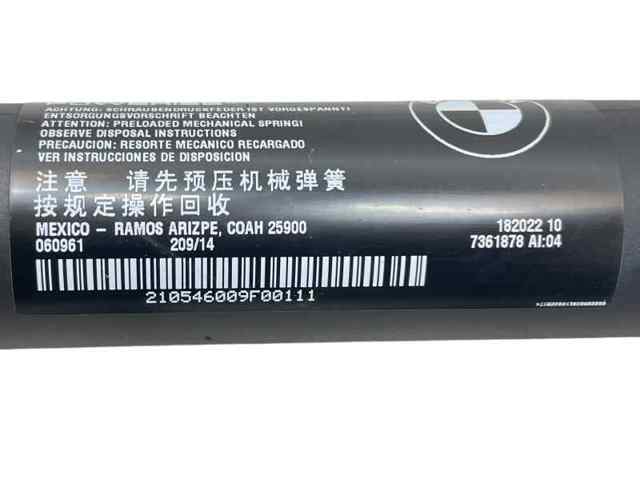 ACHTUNG: SCHRAUBENDRUCKFEDER IST VORGESPANNT!
ENTSORGUNGSVORSCHRIFT BEACHTEN
ATTENTION: PRELOADED MECHANICAL SPRING!
OBSERVE DISPOSAL INSTRUCTIONS
PRECAUCION: RESORTE MECANICO RECARGADO
VER INSTRUCCIONES DE DISPOSICION
注意 请先预压机械弹簧
按规定操作回收
MEXICO - RAMOS ARIZPE, COAH 25900
060961 209/14
182022 10
7361878 AI:04
210546009F00111